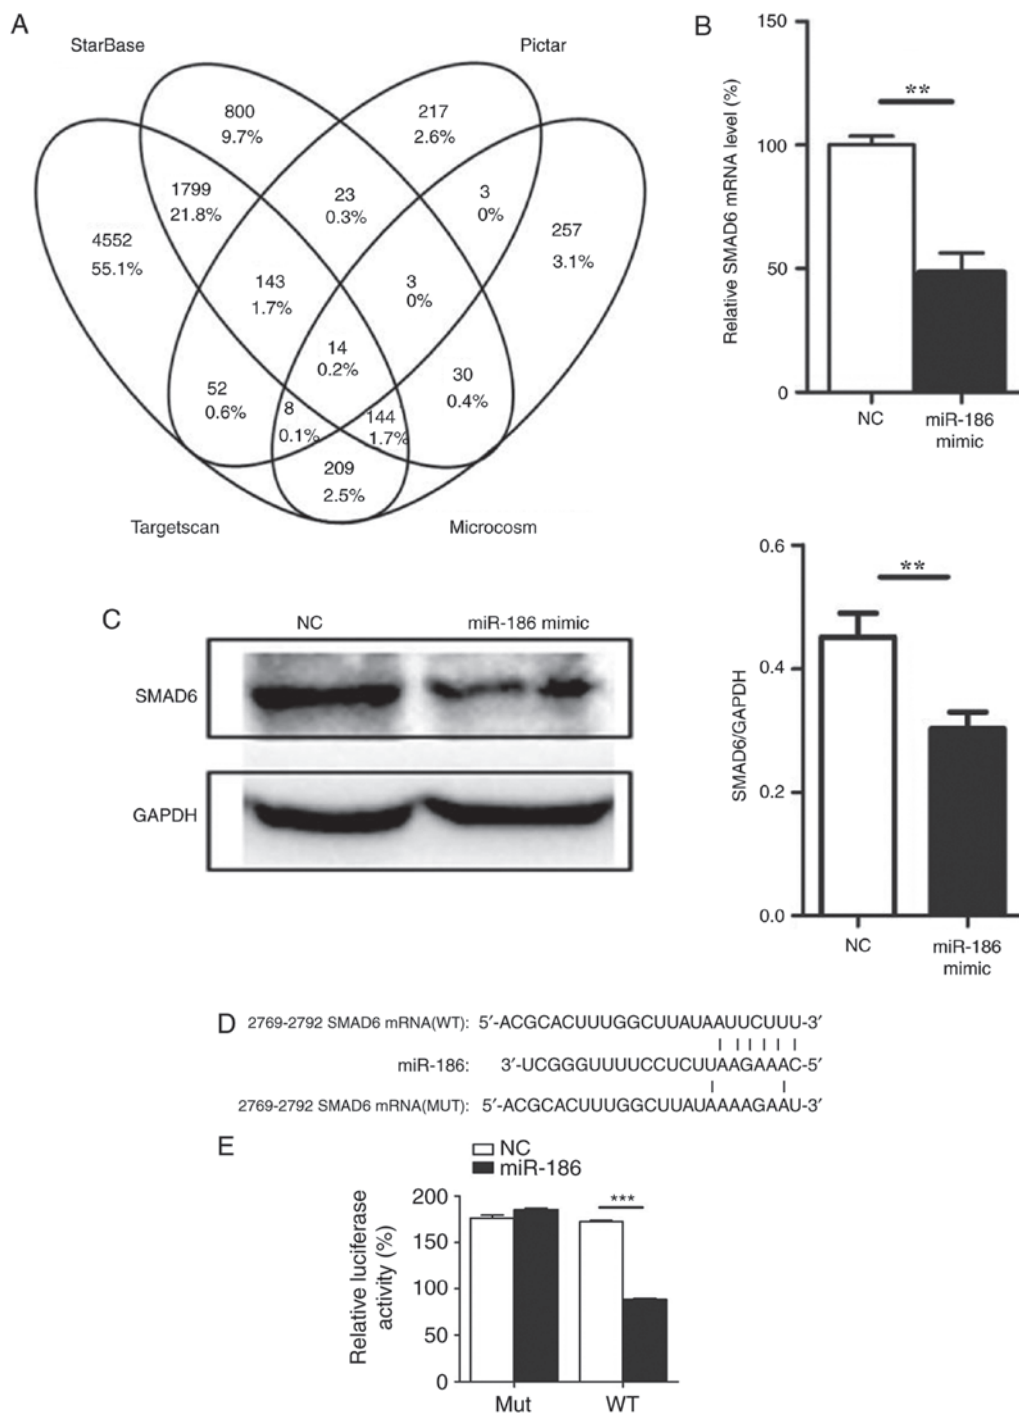 A
StarBase
Pictar
800
9.7%
217
2.6%
1799
21.8%
23
0.3%
3
0%
4552
55.1%
257
3.1%
143
1.7%
3
0%
14
0.2%
52
0.6%
8
0.1%
144
1.7%
30
0.4%
209
2.5%
Targetscan
Microcosm
B
Relative SMAD6 mRNA level (%)
150
100
50
0
**
NC
miR-186
mimic
C
NC
miR-186 mimic
SMAD6
GAPDH
SMAD6/GAPDH
0.6
0.4
0.2
0.0
**
NC
miR-186
mimic
D
2769-2792 SMAD6 mRNA(WT): 5′-ACGCACUUUGGCUUAUAAUUCUUU-3′
miR-186: 3′-UCGGGUUUUCCUCUUAAGAAAC-5′
2769-2792 SMAD6 mRNA(MUT): 5′-ACGCACUUUGGCUUAUAAAAGAAU-3′
E
NC
miR-186
Relative luciferase
activity (%)
200
150
100
50
0
***
Mut
WT